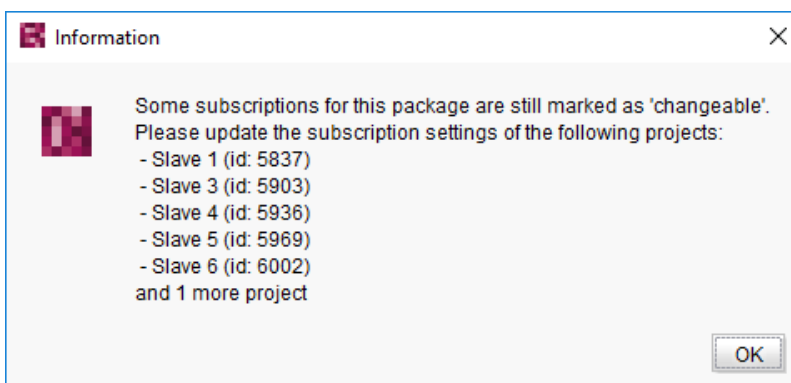 Information
Some subscriptions for this package are still marked as 'changeable'.
Please update the subscription settings of the following projects:
- Slave 1 (id: 5837)
- Slave 3 (id: 5903)
- Slave 4 (id: 5936)
- Slave 5 (id: 5969)
- Slave 6 (id: 6002)
and 1 more project
OK